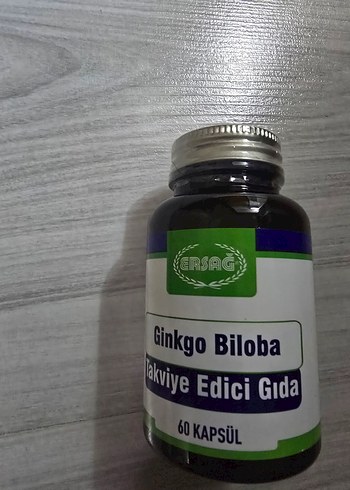 ERSAĞ
Ginkgo Biloba
Takviye Edici Gıda
60 KAPSÜL